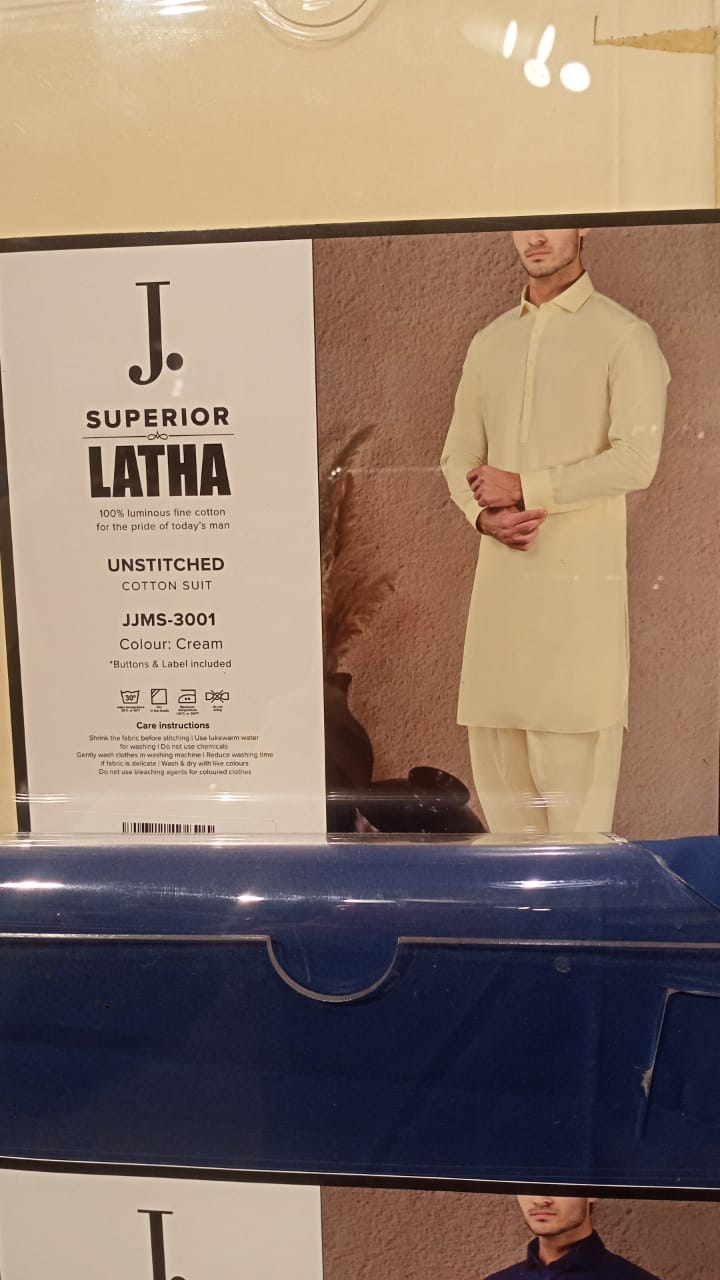 J.
SUPERIOR
LATHA
100% luminous fine cotton
for the pride of today's man
UNSTITCHED
COTTON SUIT
JJMS-3001
Colour: Cream
*Buttons & Label included
30°
Care instructions
Shrink the fabric before stitching | Use lukewarm water
for washing | Do not use chemicals
Gently wash clothes in washing machine | Reduce washing time
if fabric is delicate | Wash & dry with like colours
Do not use bleaching agents for coloured clothes
J.